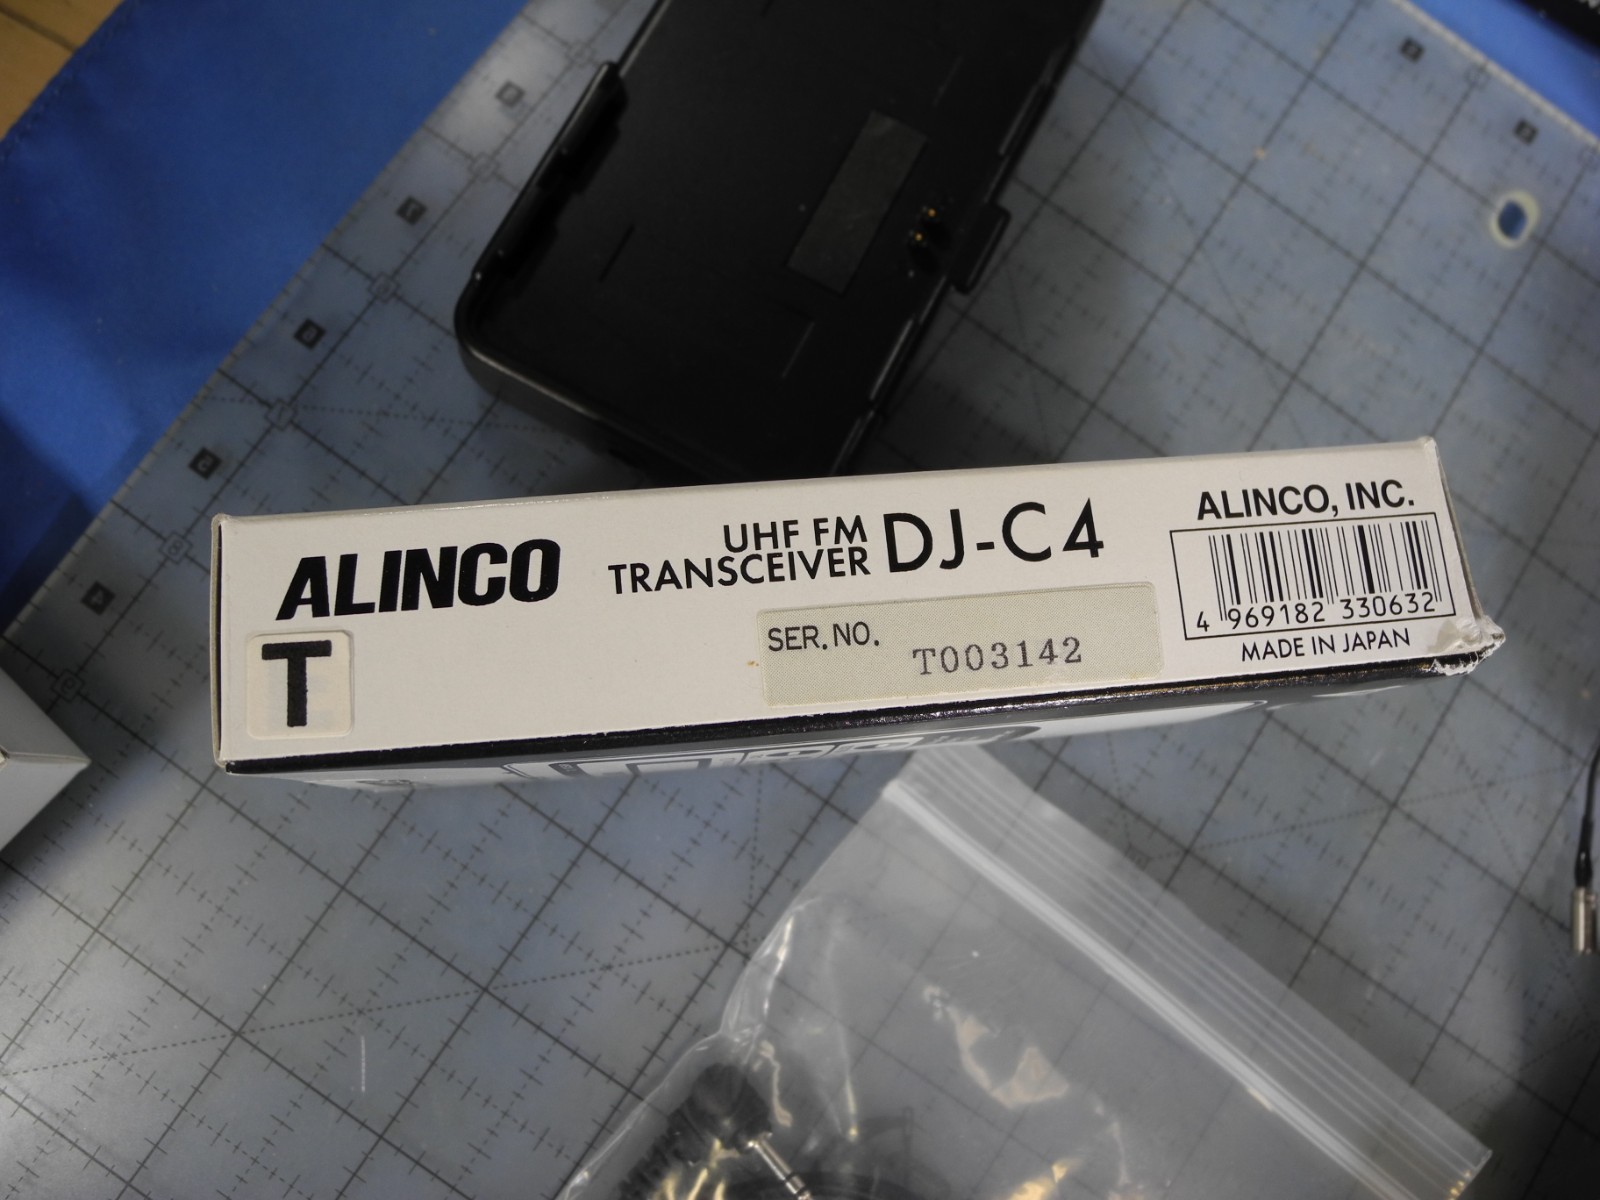 ALINCO
UHF FM
TRANSCEIVER DJ-C4
ALINCO, INC.
4 969182 330632
MADE IN JAPAN
T
SER. NO. T003142